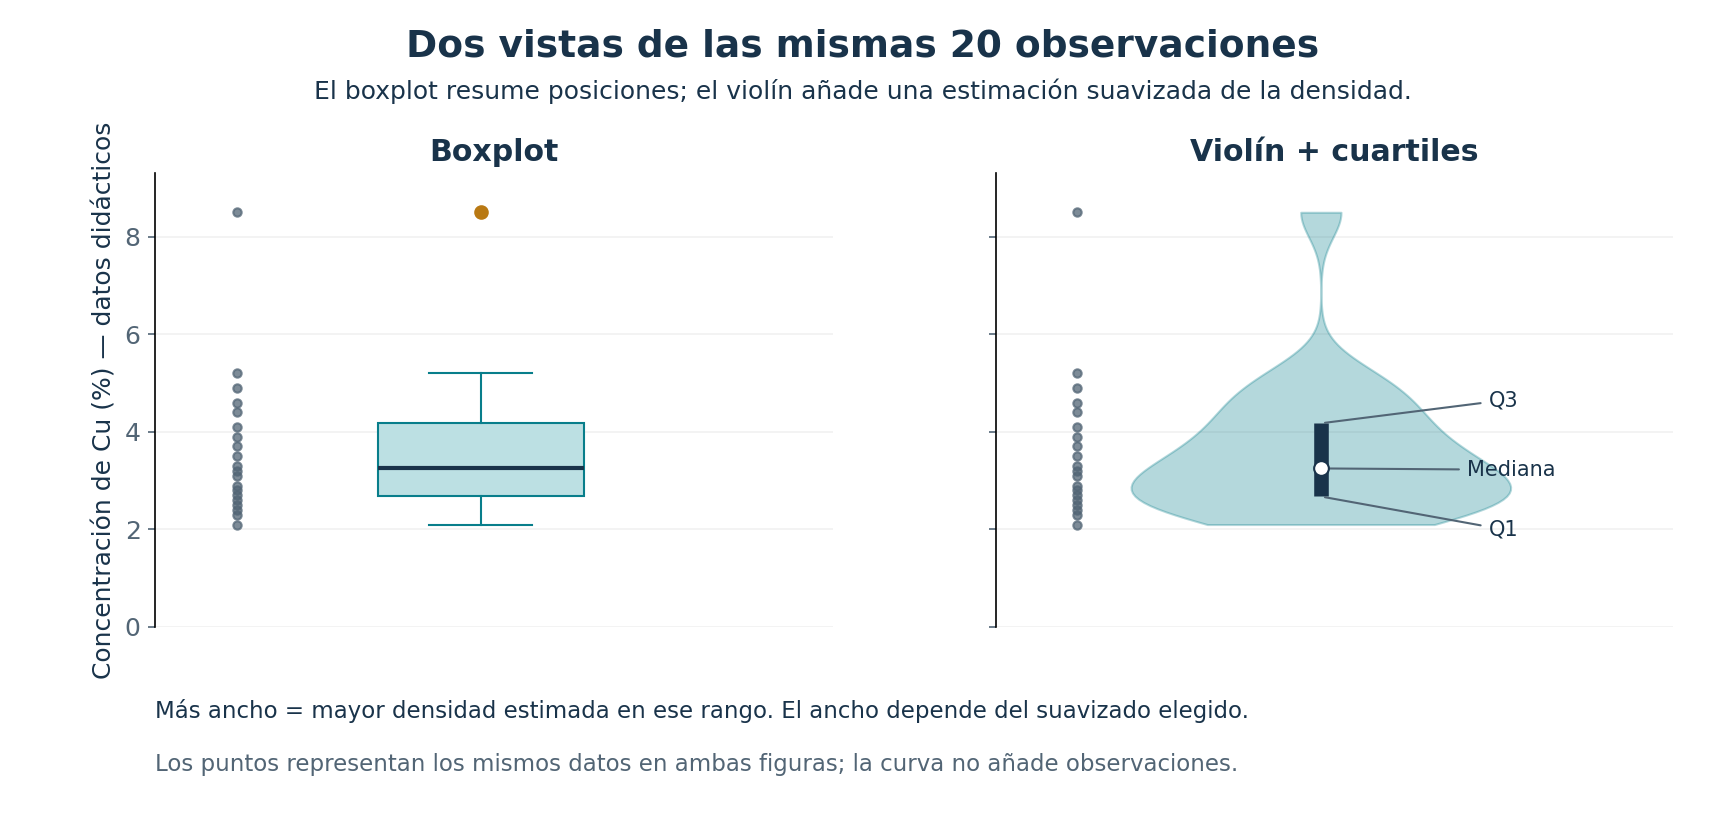 Dos vistas de las mismas 20 observaciones
El boxplot resume posiciones; el violín añade una estimación suavizada de la densidad.
Concentración de Cu (%) — datos didácticos
Boxplot
8
6
4
2
0
Violín + cuartiles
Q3
Mediana
Q1
Más ancho = mayor densidad estimada en ese rango. El ancho depende del suavizado elegido.
Los puntos representan los mismos datos en ambas figuras; la curva no añade observaciones.